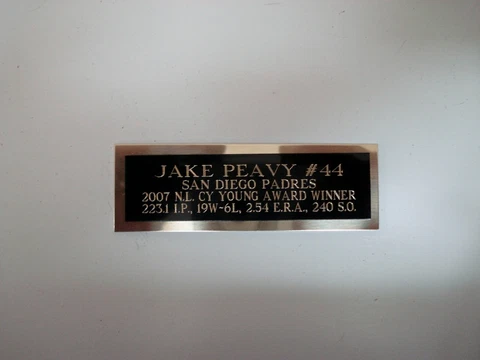 JAKE PEAVY #44
SAN DIEGO PADRES
2007 N.L. CY YOUNG AWARD WINNER
223.1 I.P., 19W-6L, 2.54 E.R.A., 240 S.O.